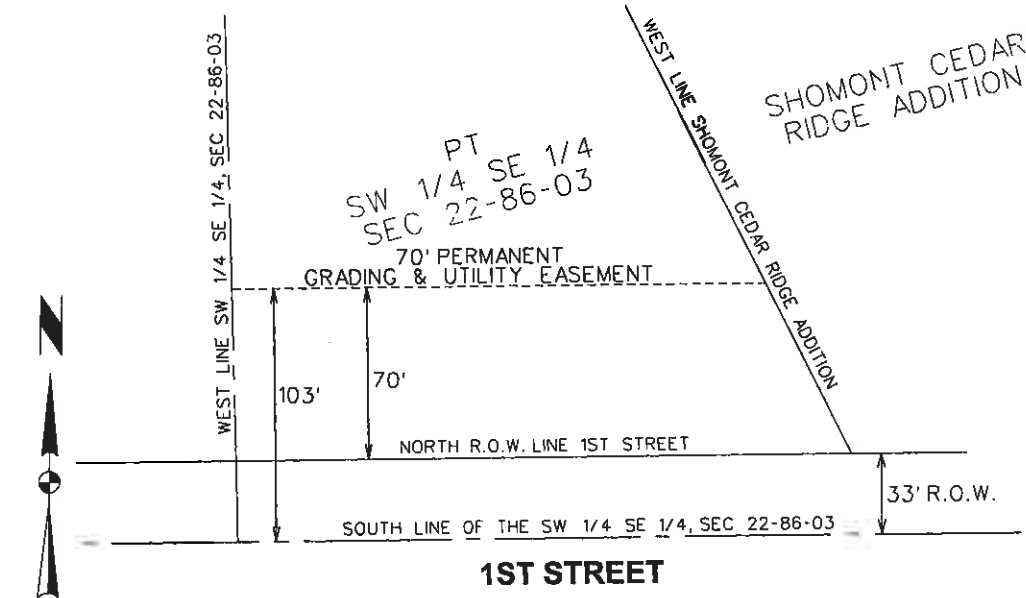 WEST LINE SW 1/4 SE 1/4, SEC 22-86-03
WEST LINE SHOMONT CEDAR RIDGE ADDITION
SHOMONT CEDAR
RIDGE ADDITION
PT
SW 1/4 SE 1/4
SEC 22-86-03
70' PERMANENT
GRADING & UTILITY EASEMENT
N
103'
70'
NORTH R.O.W. LINE 1ST STREET
33' R.O.W.
SOUTH LINE OF THE SW 1/4 SE 1/4, SEC 22-86-03
1ST STREET